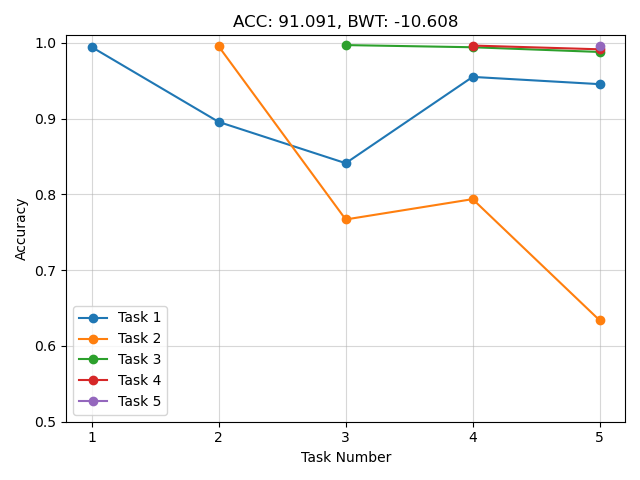 ACC: 91.091, BWT: -10.608
1.0
0.9
0.8
0.7
0.6
0.5
Accuracy
Task 1
Task 2
Task 3
Task 4
Task 5
1 2 3 4 5
Task Number